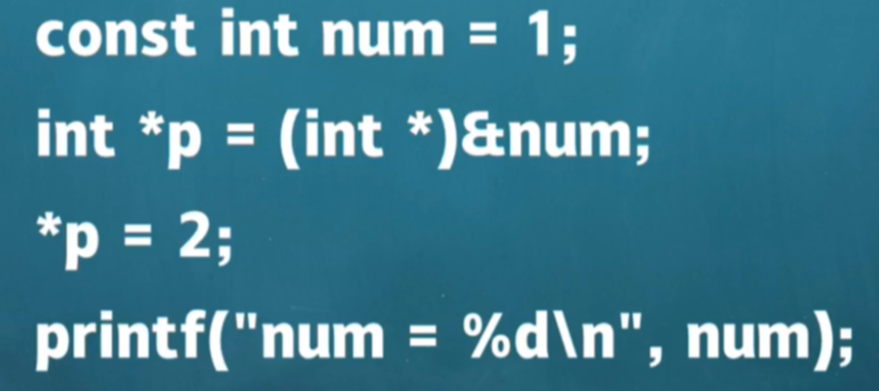 const int num = 1;
int *p = (int *)&num;
*p = 2;
printf("num = %d\n", num);